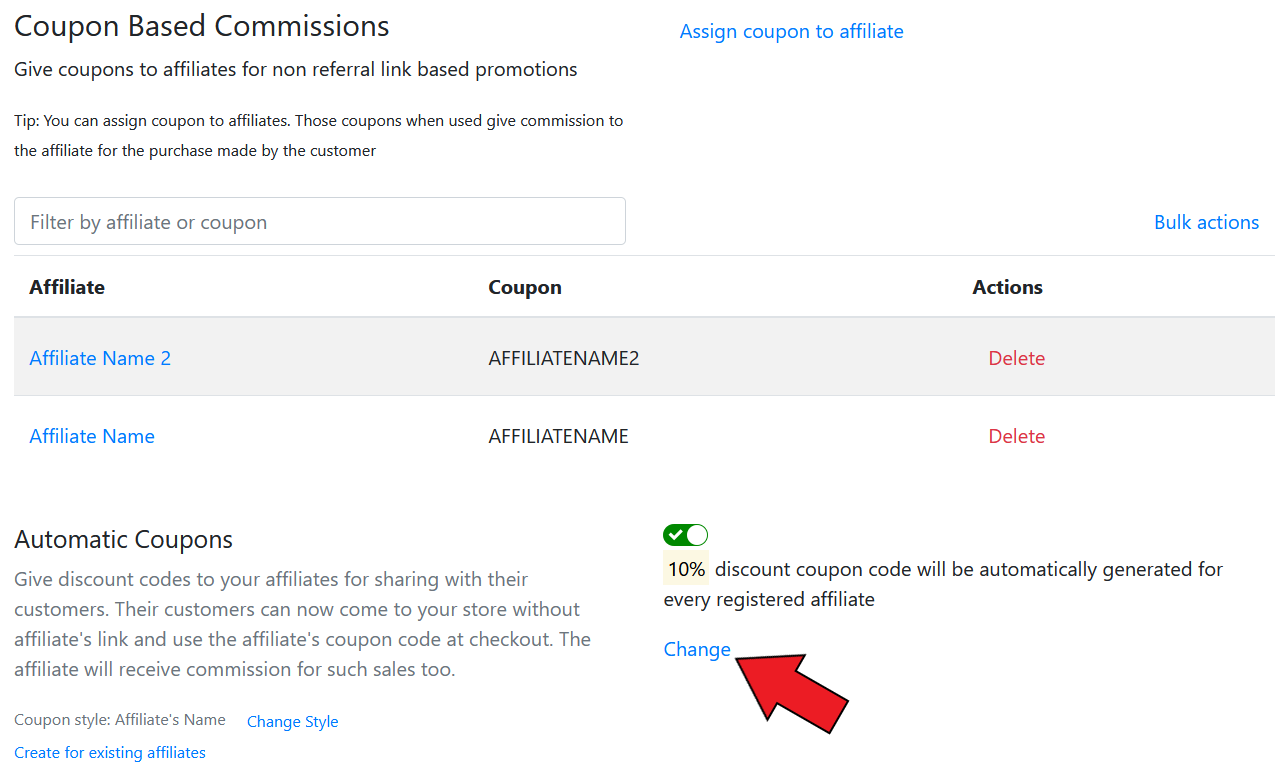 Coupon Based Commissions
Assign coupon to affiliate
Give coupons to affiliates for non referral link based promotions
Tip: You can assign coupon to affiliates. Those coupons when used give commission to
the affiliate for the purchase made by the customer
Filter by affiliate or coupon
Bulk actions
Affiliate Coupon Actions
Affiliate Name 2 AFFILIATENAME2 Delete
Affiliate Name AFFILIATENAME Delete
Automatic Coupons
Give discount codes to your affiliates for sharing with their
customers. Their customers can now come to your store without
affiliate's link and use the affiliate's coupon code at checkout. The
affiliate will receive commission for such sales too.
Coupon style: Affiliate's Name Change Style
Create for existing affiliates
10% discount coupon code will be automatically generated for
every registered affiliate
Change